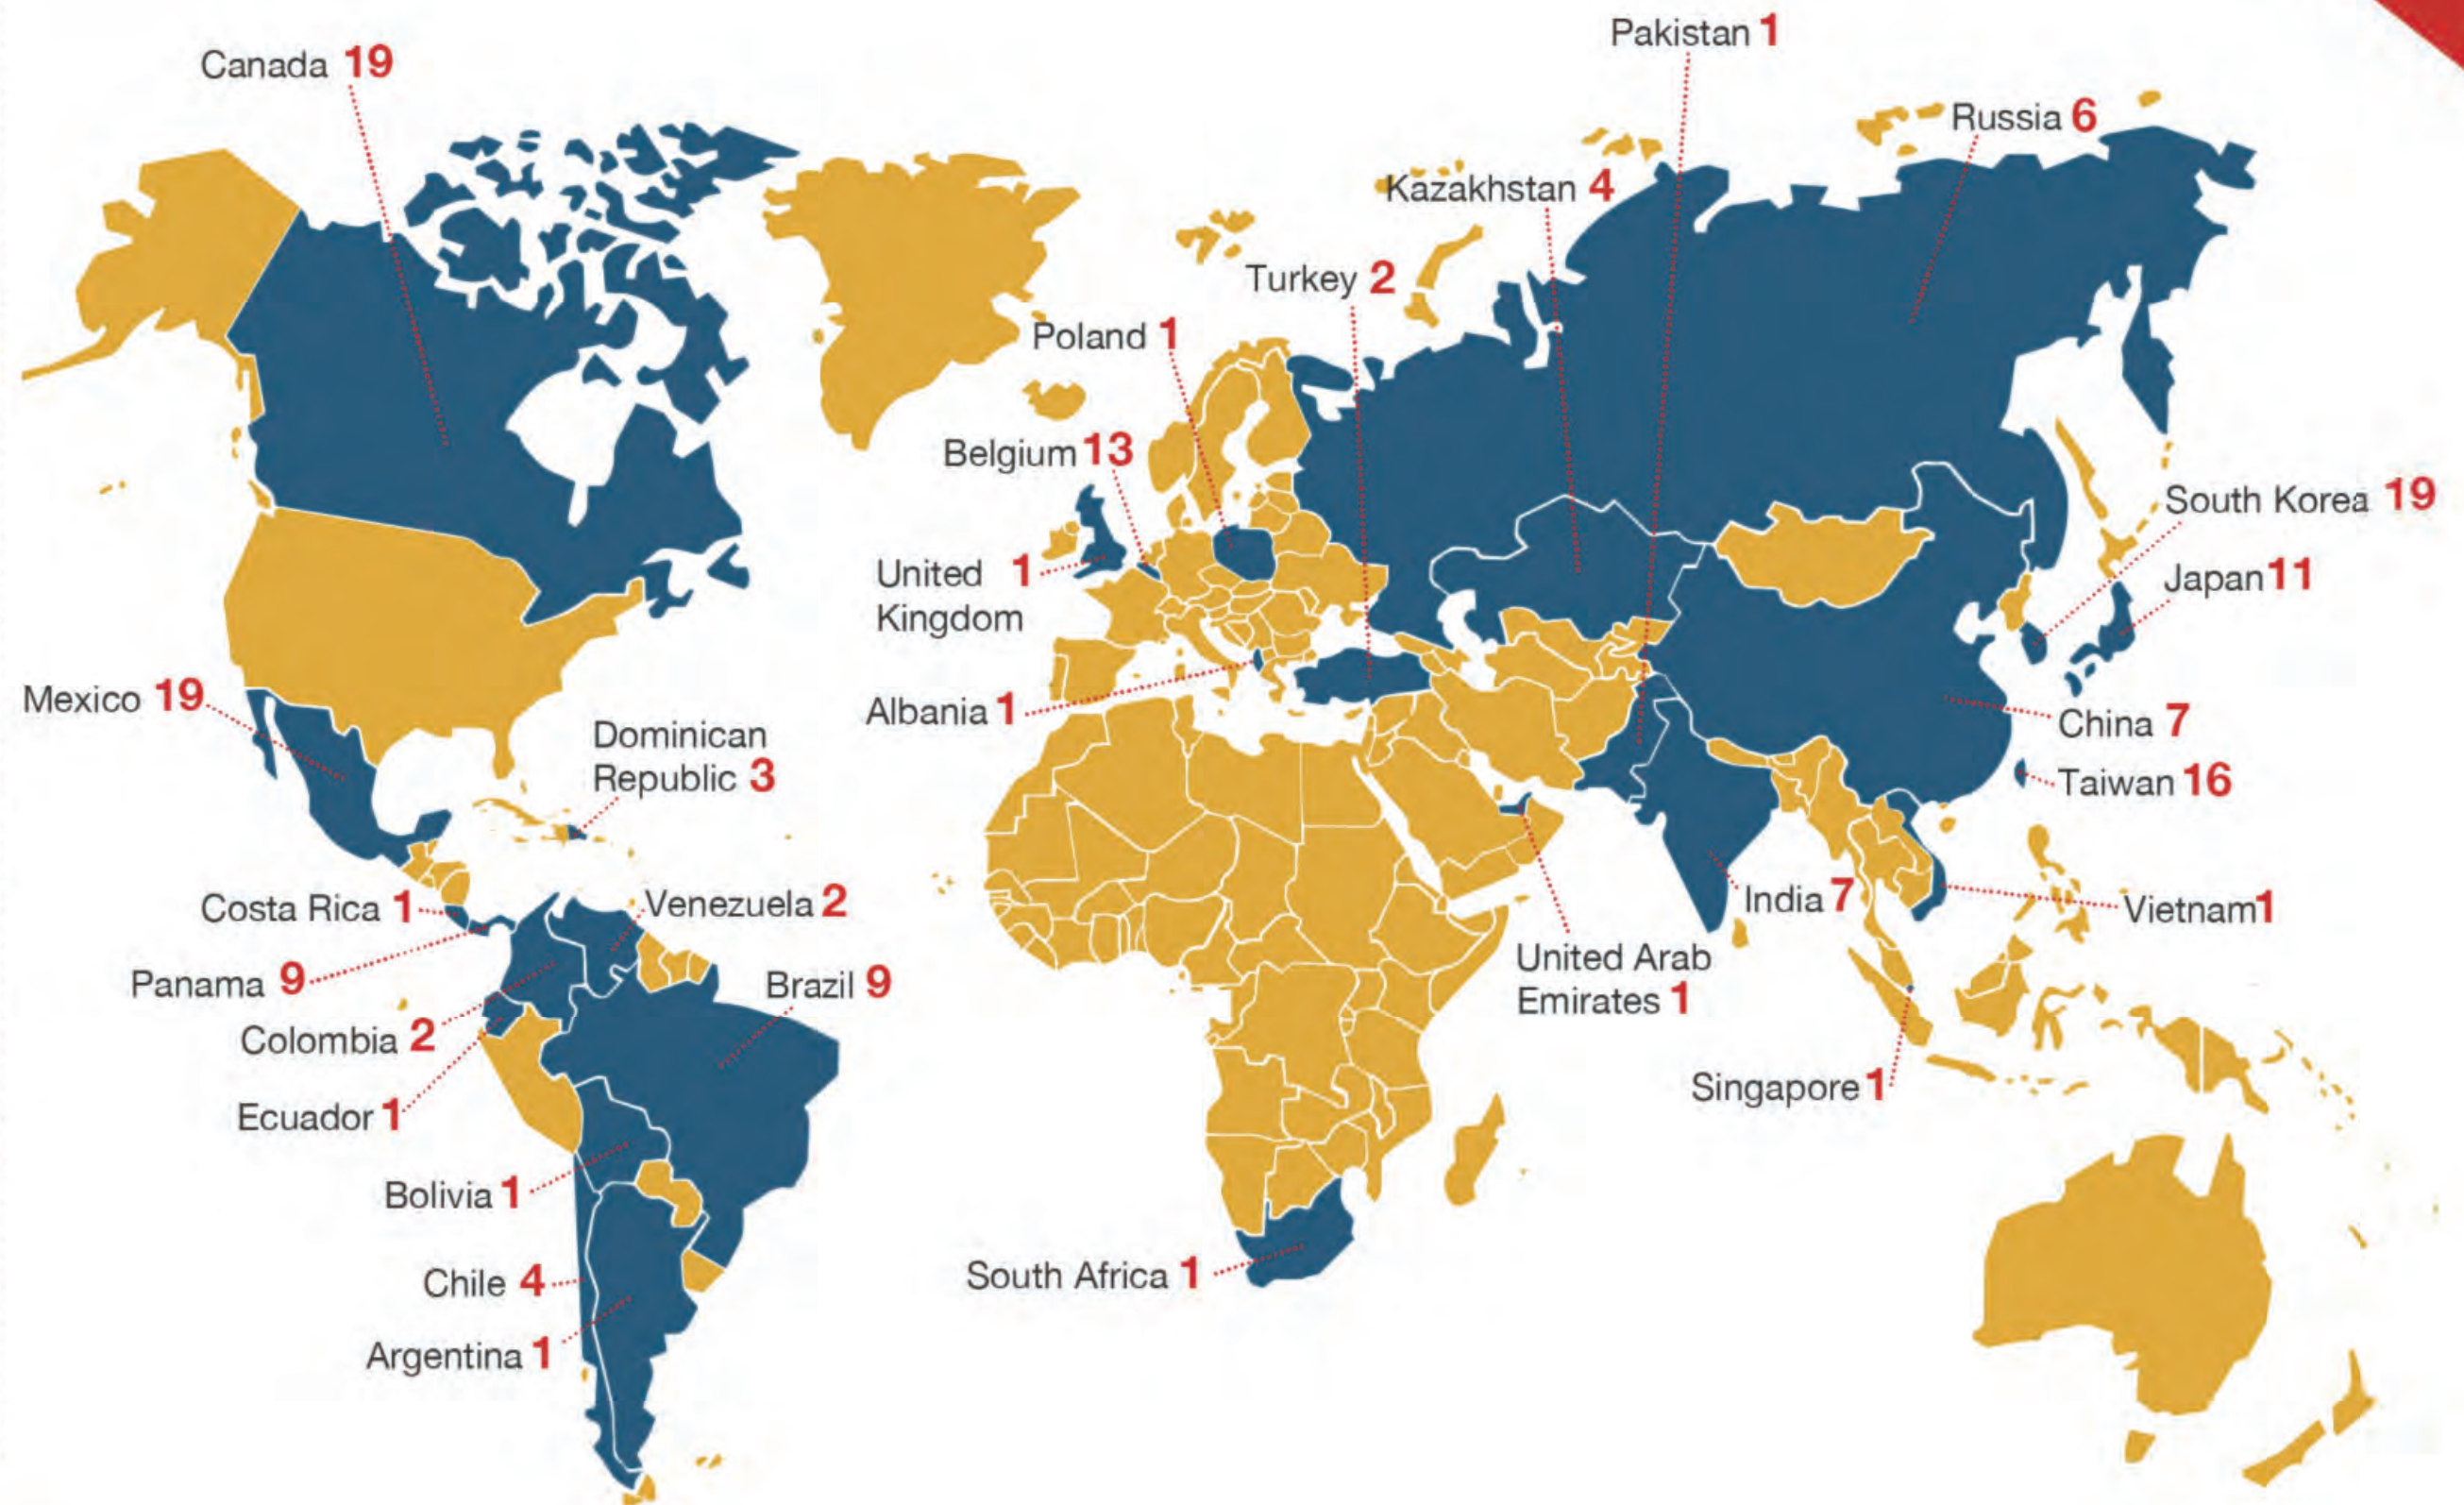 Pakistan 1
Canada 19
Russia 6
Kazakhstan 4
Turkey 2
Poland 1
Belgium 13
South Korea 19
Japan 11
United 1
Kingdom
Mexico 19
Albania 1
China 7
Dominican
Republic 3
Taiwan 16
Costa Rica 1
Venezuela 2
India 7
Vietnam 1
United Arab
Emirates 1
Panama 9
Brazil 9
Colombia 2
Singapore 1
Ecuador 1
Bolivia 1
South Africa 1
Chile 4
Argentina 1